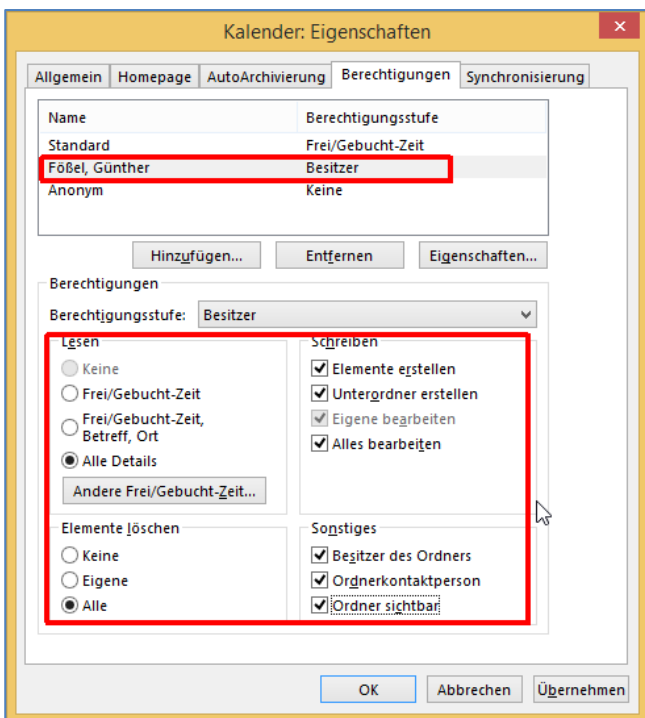 Kalender: Eigenschaften
Allgemein Homepage AutoArchivierung Berechtigungen Synchronisierung
Name Berechtigungsstufe
Standard Frei/Gebucht-Zeit
Fößel, Günther Besitzer
Anonym Keine
Hinzufügen... Entfernen Eigenschaften...
Berechtigungen
Berechtigungsstufe: Besitzer
Lesen Schreiben
Keine Elemente erstellen
Frei/Gebucht-Zeit Unterordner erstellen
Frei/Gebucht-Zeit, Eigene bearbeiten
Betreff, Ort
Alles bearbeiten
Alle Details
Andere Frei/Gebucht-Zeit...
Elemente löschen Sonstiges
Keine Besitzer des Ordners
Eigene Ordnerkontaktperson
Alle Ordner sichtbar
OK Abbrechen Übernehmen